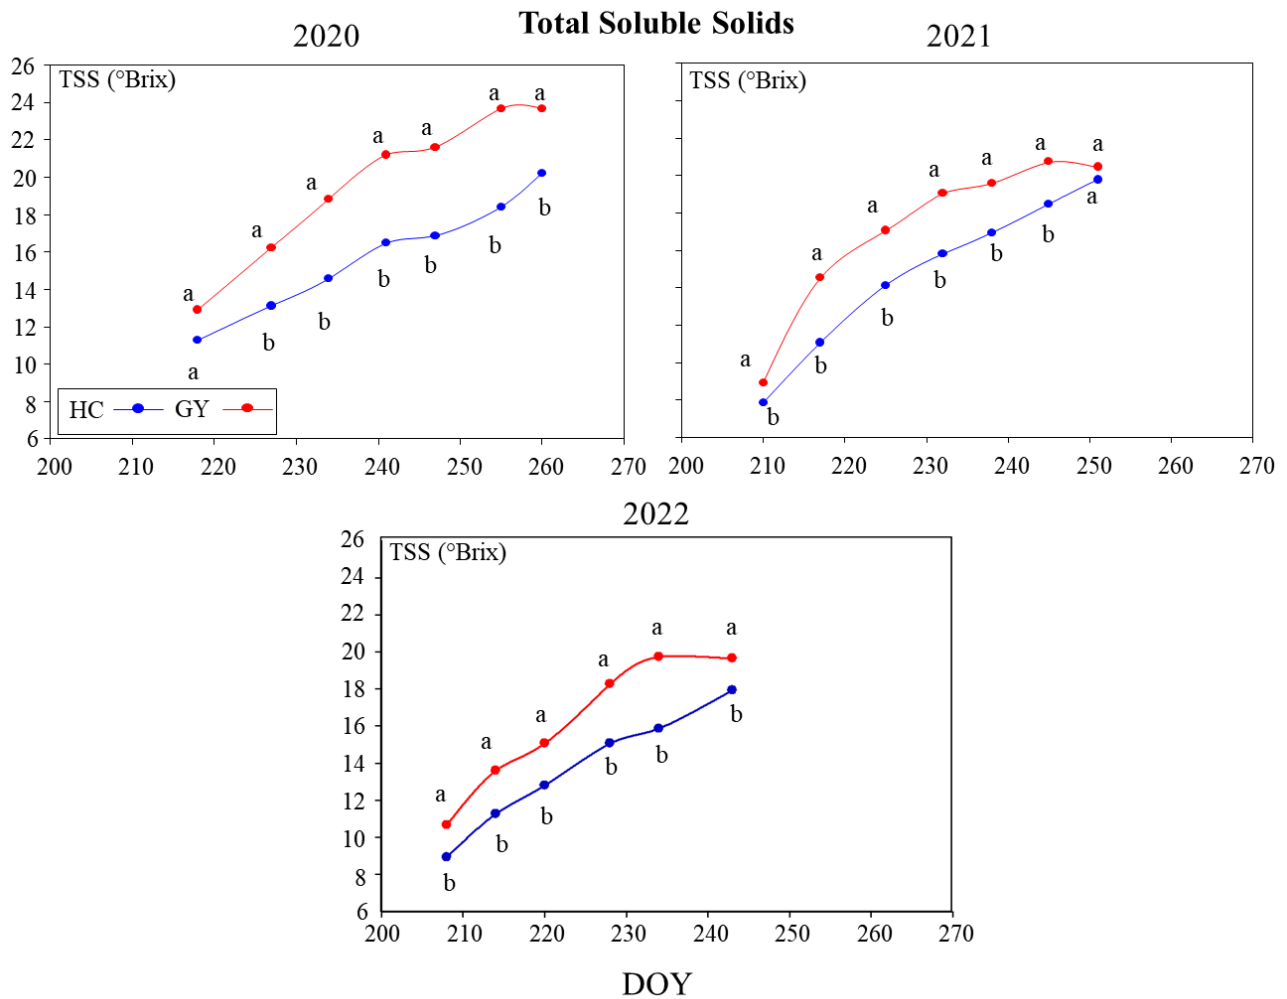 Total Soluble Solids
2020
2021
26
24
22
20
18
16
14
12
10
8
6
TSS (°Brix)
a a a a a a a
a b b b b b b
HC GY
200 210 220 230 240 250 260 270
TSS (°Brix)
a a a a a a a
b b b b b b a
200 210 220 230 240 250 260 270
2022
26
24
22
20
18
16
14
12
10
8
6
TSS (°Brix)
a a a a a a
b b b b b b
200 210 220 230 240 250 260 270
DOY